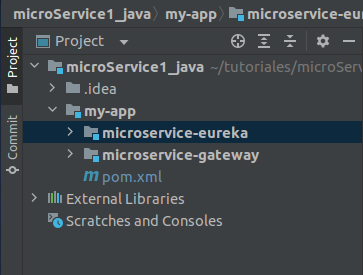 microService1_java my-app microservice-eu
Project
Project
microService1_java ~/tutoriales/microServ
.idea
my-app
microservice-eureka
microservice-gateway
pom.xml
External Libraries
Scratches and Consoles
Commit